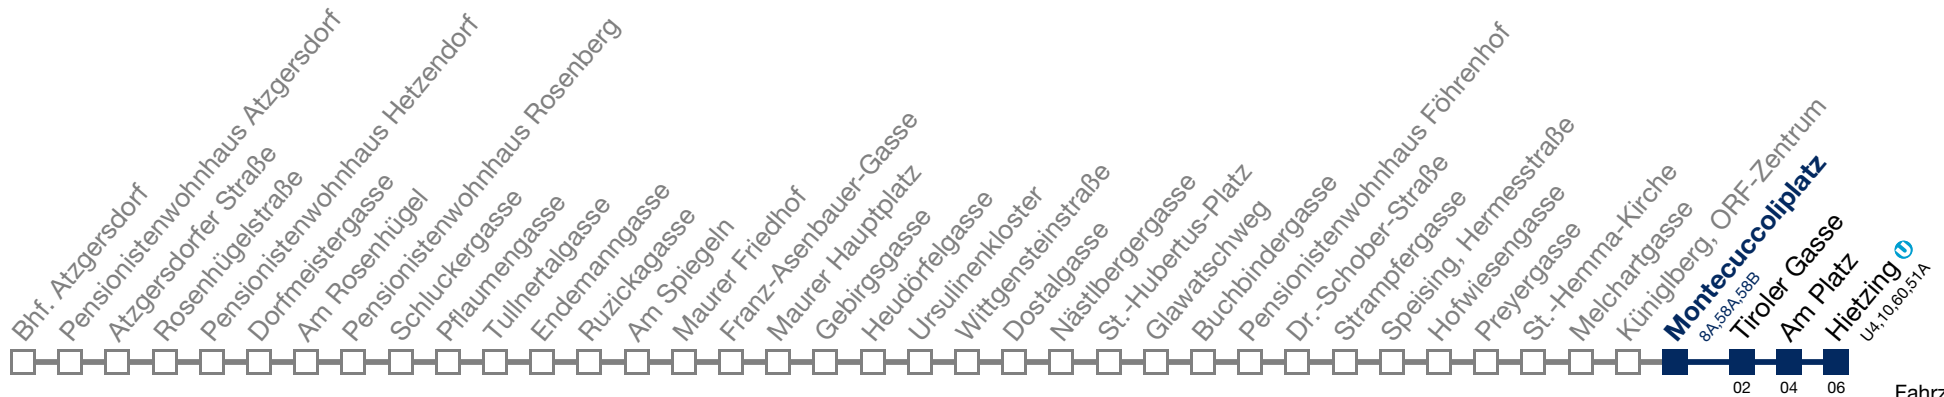 Bhf. Atzgersdorf
Pensionistenwohnhaus Atzgersdorf
Atzgersdorfer Straße
Rosenhügelstraße
Pensionistenwohnhaus Hetzendorf
Dorfmeistergasse
Am Rosenhügel
Pensionistenwohnhaus Rosenberg
Schluckergasse
Pflaumengasse
Tullnertalgasse
Endemanngasse
Ruzickagasse
Am Spiegeln
Maurer Friedhof
Franz-Asenbauer-Gasse
Maurer Hauptplatz
Gebirgsgasse
Heudörfelgasse
Ursulinenkloster
Wittgensteinstraße
Dostalgasse
Nästlbergergasse
St.-Hubertus-Platz
Glawatschweg
Buchbindergasse
Pensionistenwohnhaus Föhrenhof
Dr.-Schober-Straße
Strampfergasse
Speising, Hermesstraße
Hofwiesengasse
Preyergasse
St.-Hemma-Kirche
Melchartgasse
Küniglberg, ORF-Zentrum
Montecuccoliplatz
8A,58A,58B
Tiroler Gasse
Am Platz
Hietzing U
U4,10,60,51A
02 04 06
Fahrz